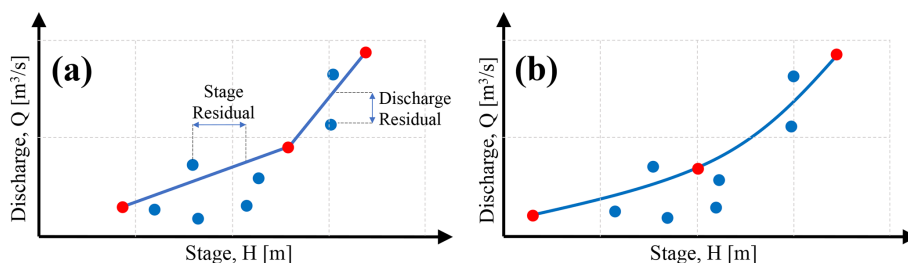 (a)
Discharge, Q [m³/s]
Stage
Residual
Discharge
Residual
Stage, H [m]
(b)
Discharge, Q [m³/s]
Stage, H [m]